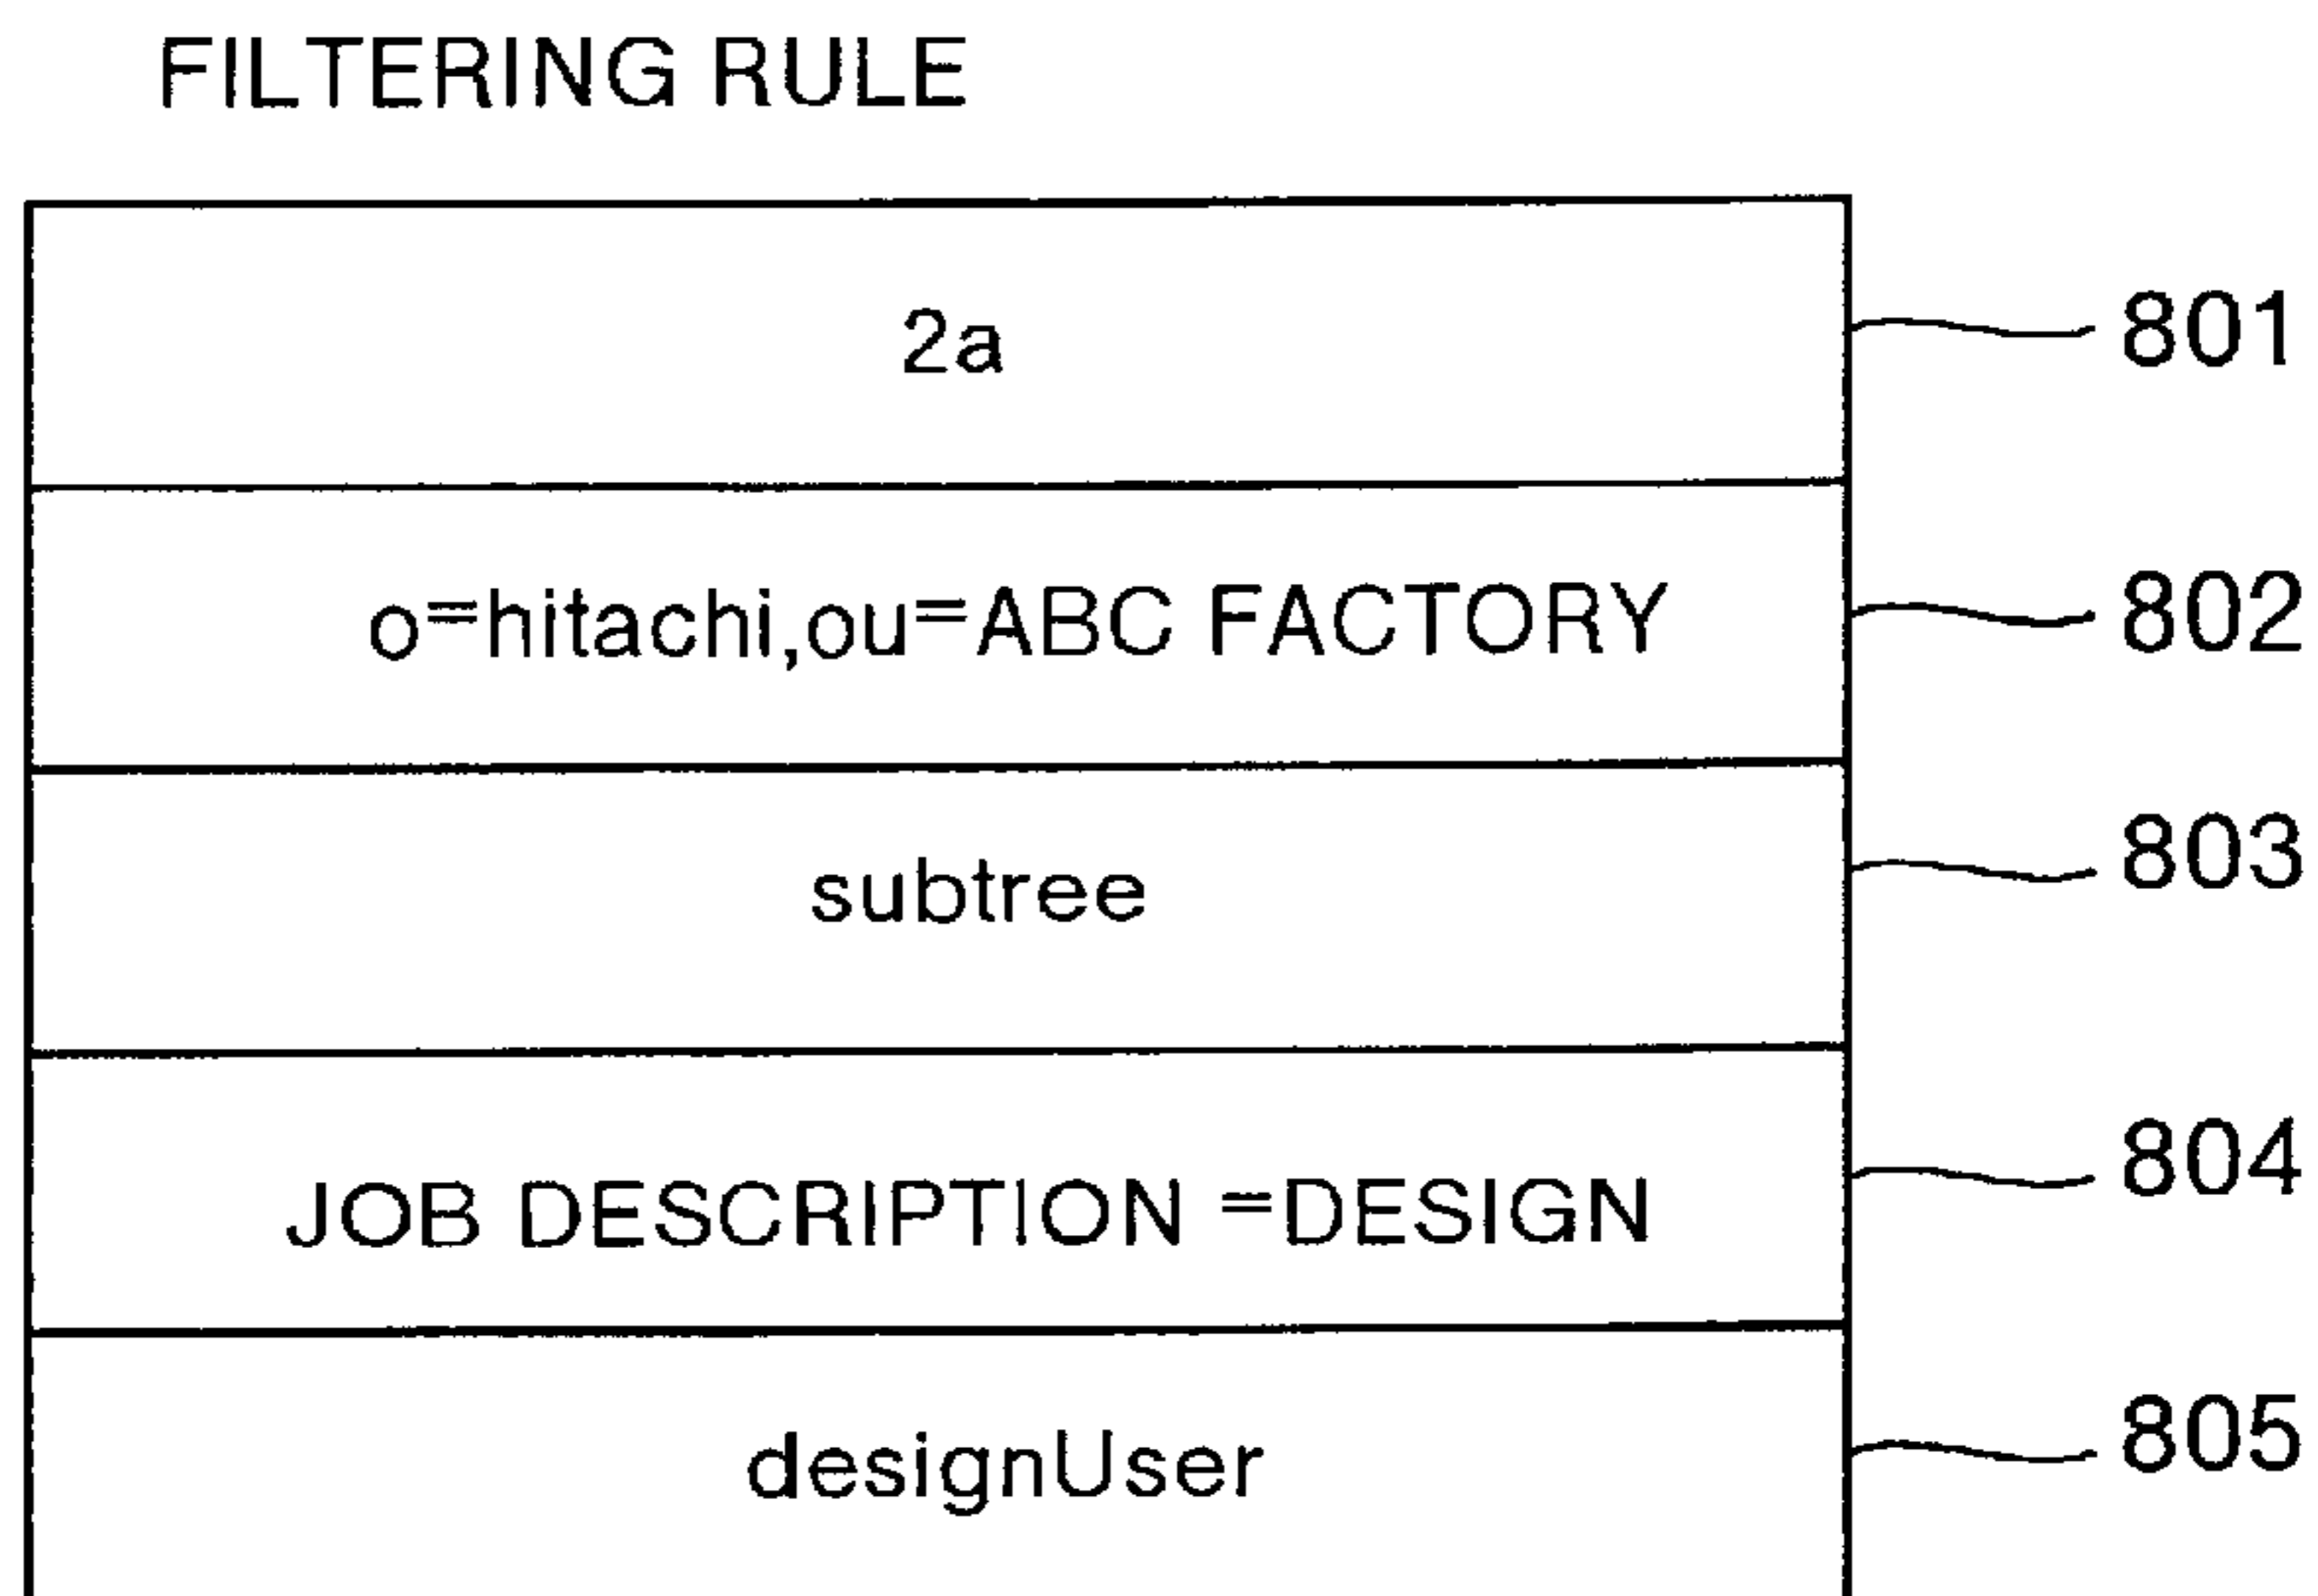 FILTERING RULE
2a
801
o=hitachi,ou=ABC FACTORY
802
subtree
803
JOB DESCRIPTION =DESIGN
804
designUser
805